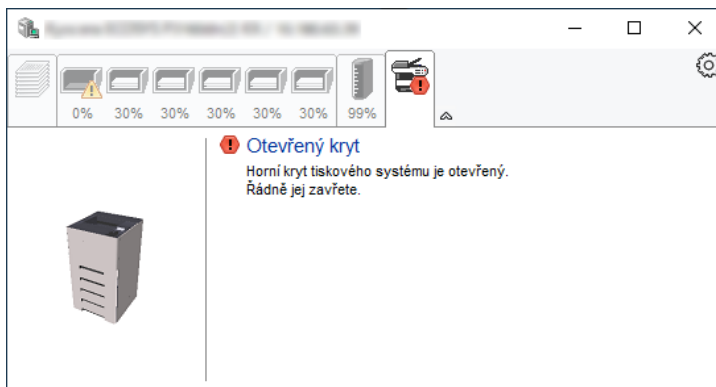 0% 30% 30% 30% 30% 30% 99%
Otevřený kryt
Horní kryt tiskového systému je otevřený.
Řádně jej zavřete.